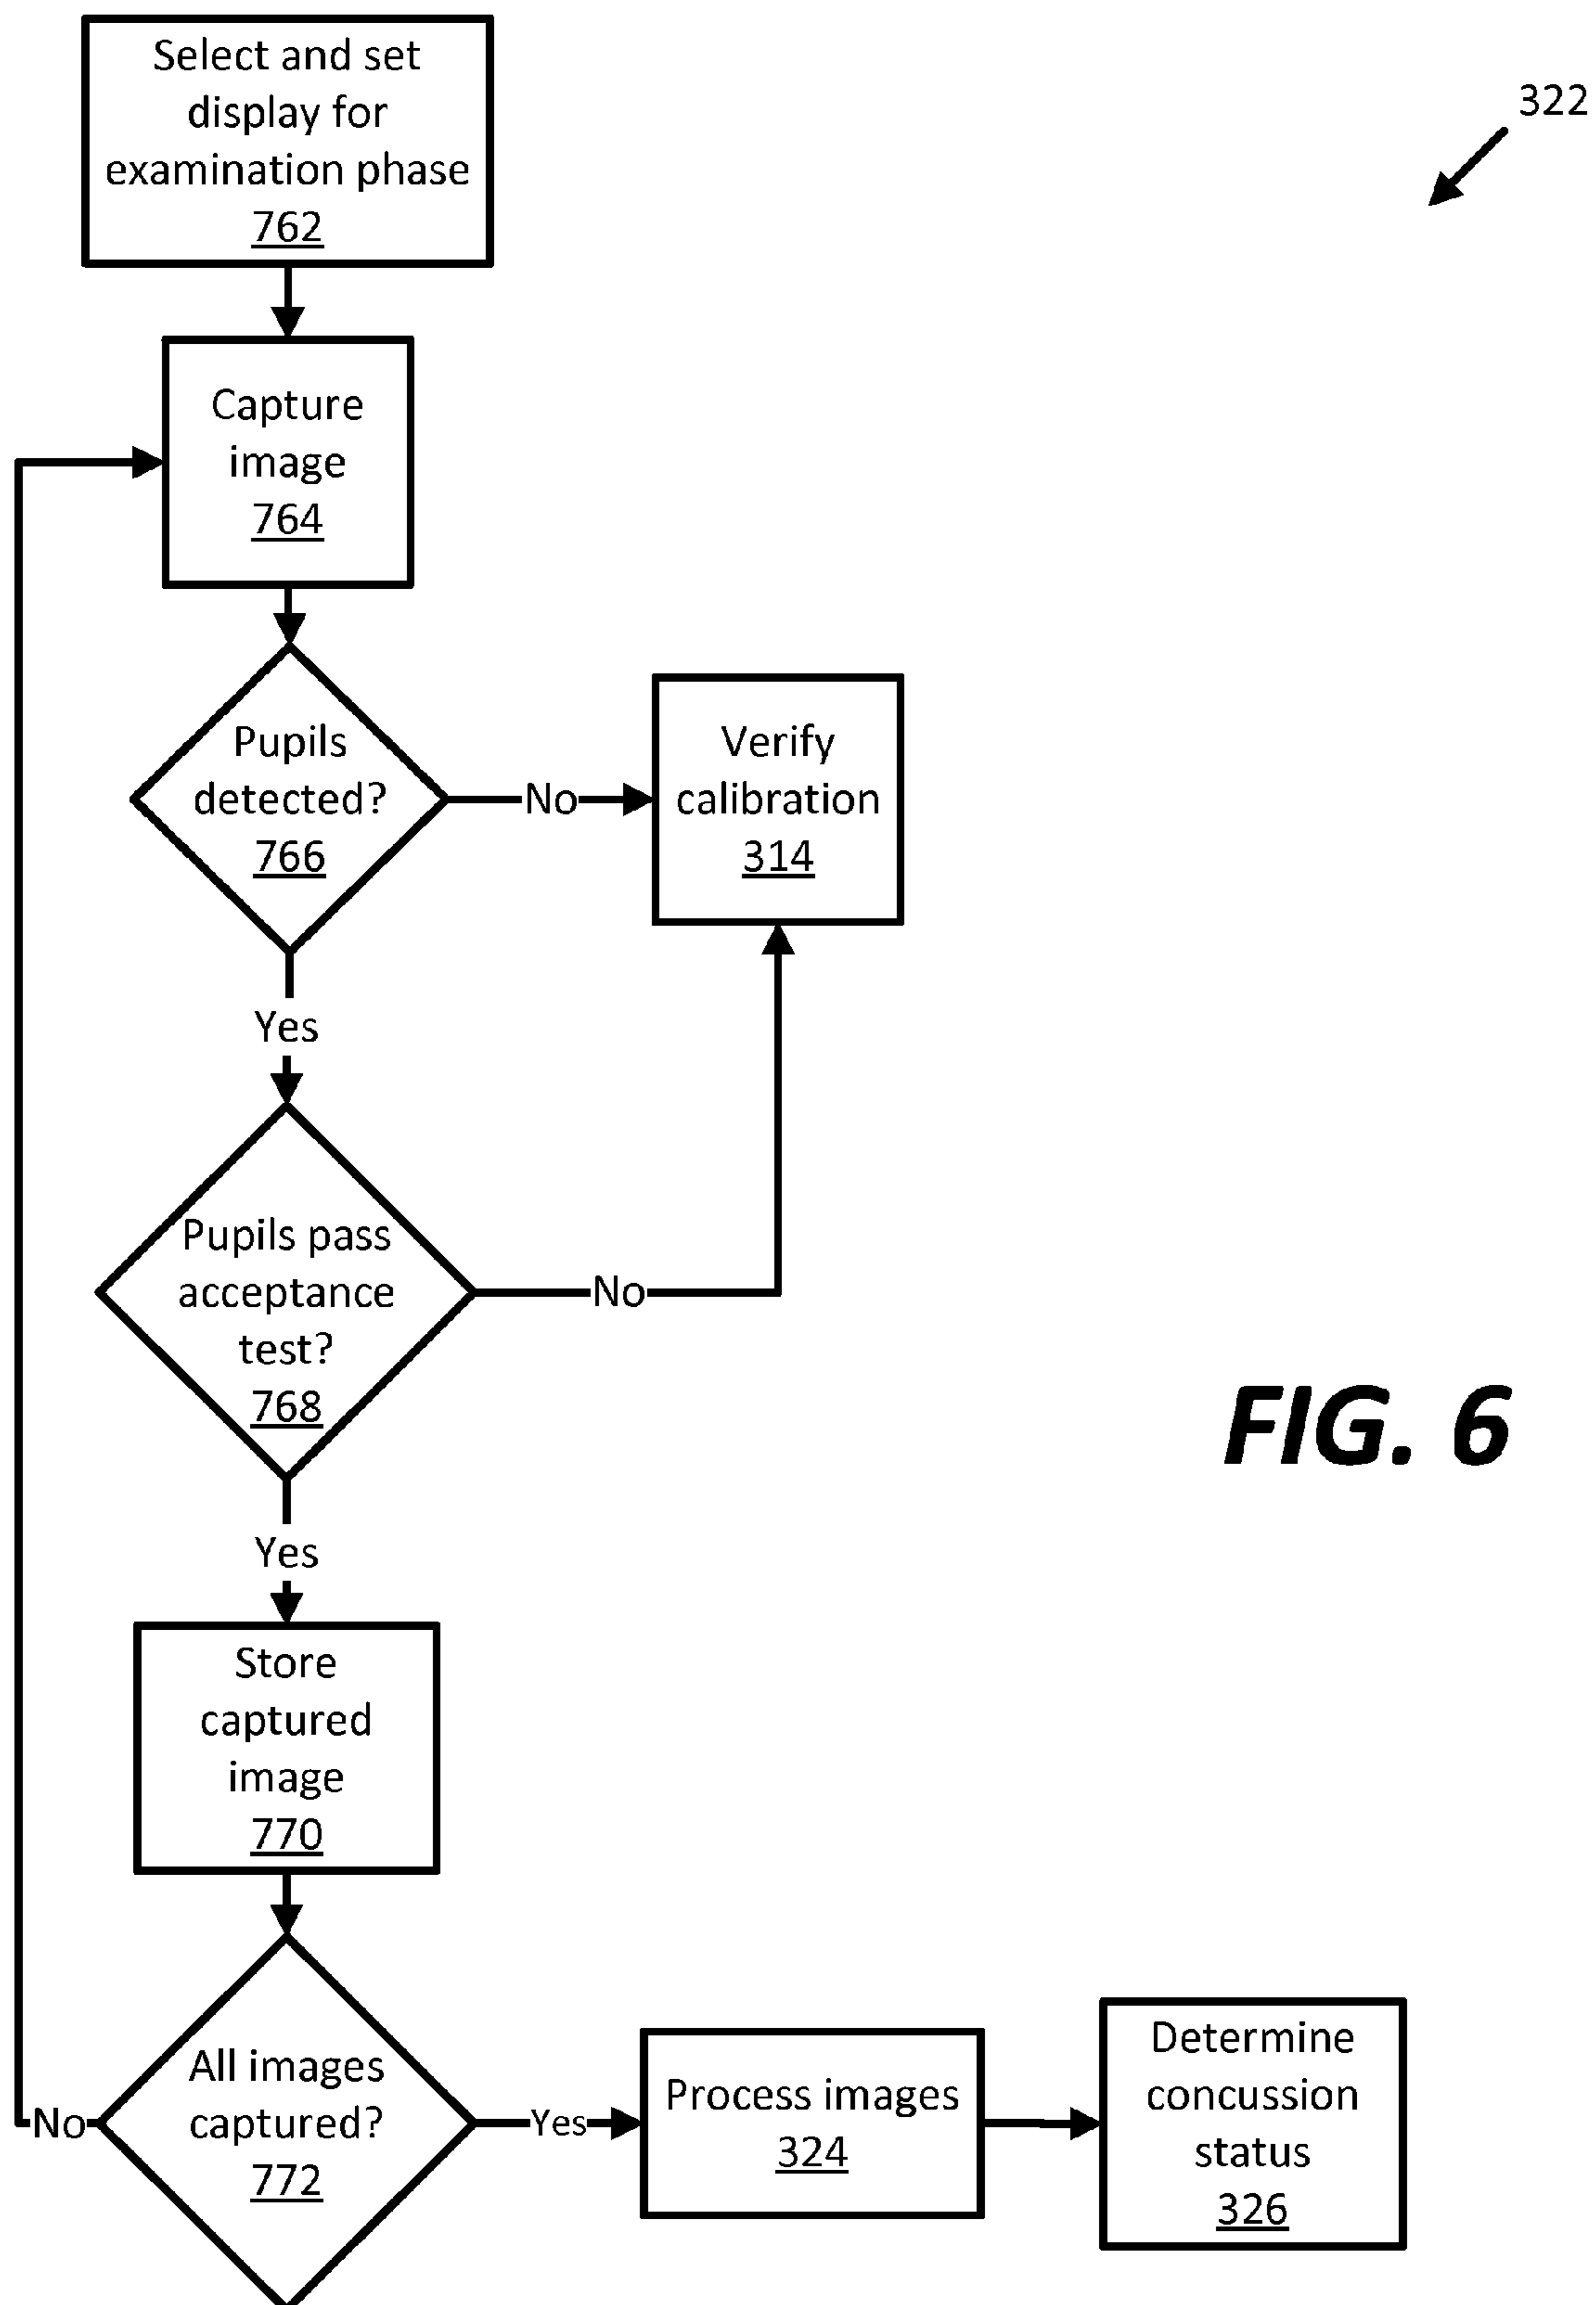 Select and set
display for
examination phase
762
322
Capture
image
764
Pupils
detected?
766
No
Verify
calibration
314
Yes
Pupils pass
acceptance
test?
768
No
FIG. 6
Yes
Store
captured
image
770
All images
captured?
772
No
Yes
Process images
324
Determine
concussion
status
326